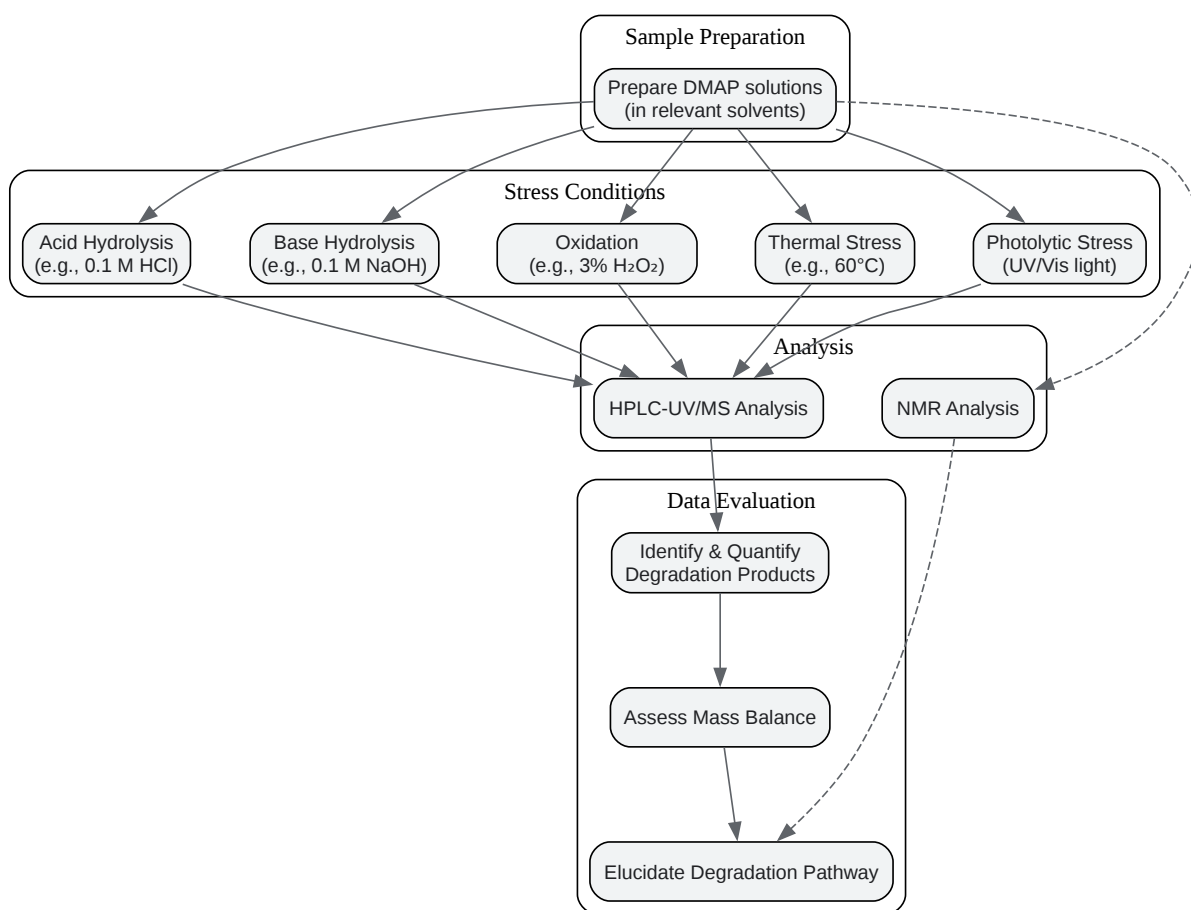 Sample Preparation
Prepare DMAP solutions
(in relevant solvents)
Stress Conditions
Acid Hydrolysis
(e.g., 0.1 M HCl)
Base Hydrolysis
(e.g., 0.1 M NaOH)
Oxidation
(e.g., 3% H₂O₂)
Thermal Stress
(e.g., 60°C)
Photolytic Stress
(UV/Vis light)
Analysis
HPLC-UV/MS Analysis
NMR Analysis
Data Evaluation
Identify & Quantify
Degradation Products
Assess Mass Balance
Elucidate Degradation Pathway